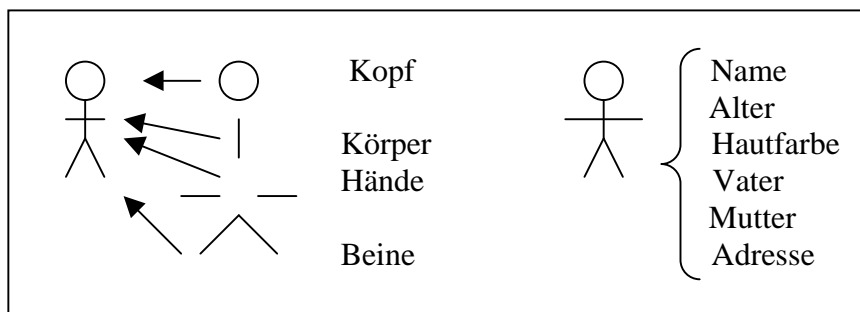 Kopf
Körper
Hände
Beine
Name
Alter
Hautfarbe
Vater
Mutter
Adresse